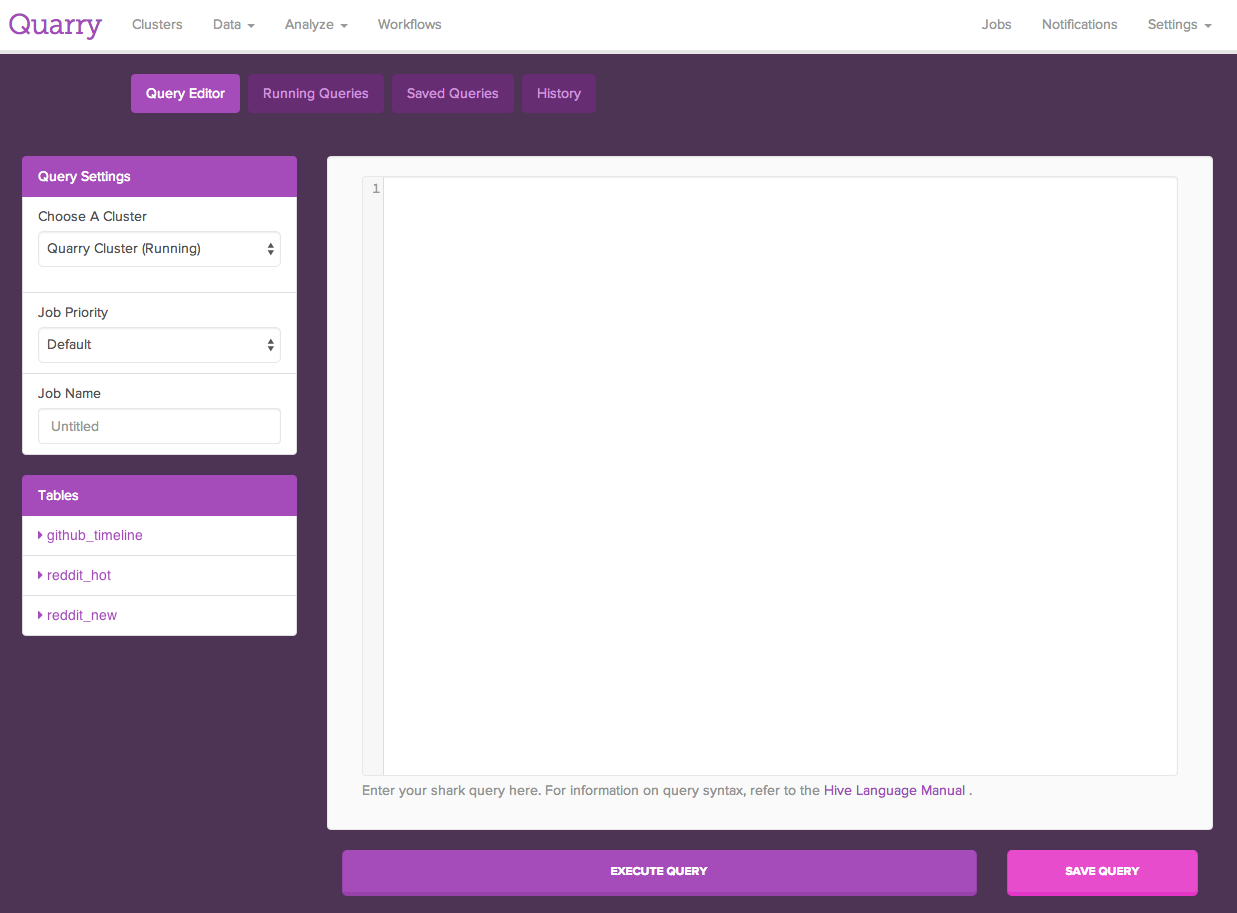 Quarry Clusters Data Analyze Workflows Jobs Notifications Settings
Query Editor Running Queries Saved Queries History
Query Settings
Choose A Cluster
Quarry Cluster (Running)
Job Priority
Default
Job Name
Untitled
Tables
github_timeline
reddit_hot
reddit_new
1
Enter your shark query here. For information on query syntax, refer to the Hive Language Manual .
EXECUTE QUERY SAVE QUERY